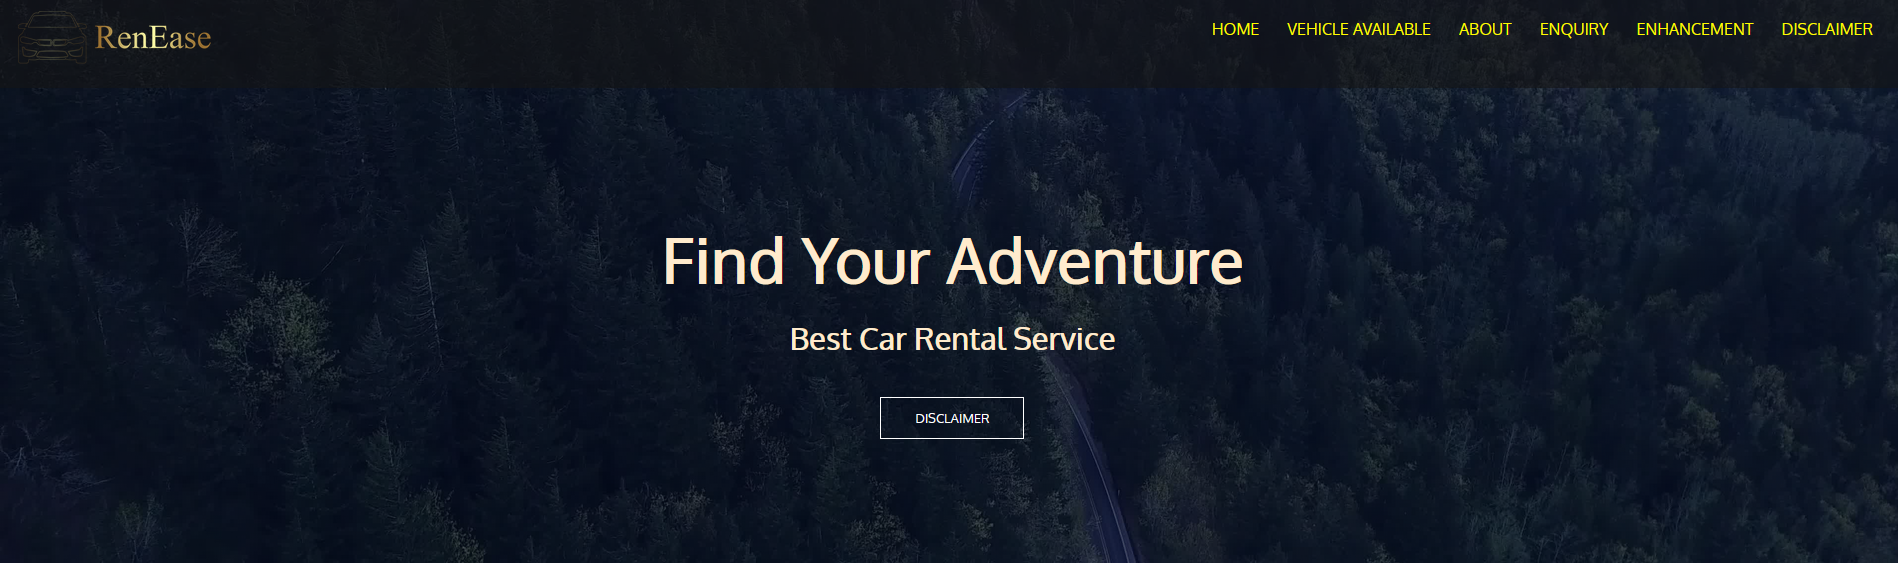 RenEase
HOME VEHICLE AVAILABLE ABOUT ENQUIRY ENHANCEMENT DISCLAIMER
Find Your Adventure
Best Car Rental Service
DISCLAIMER